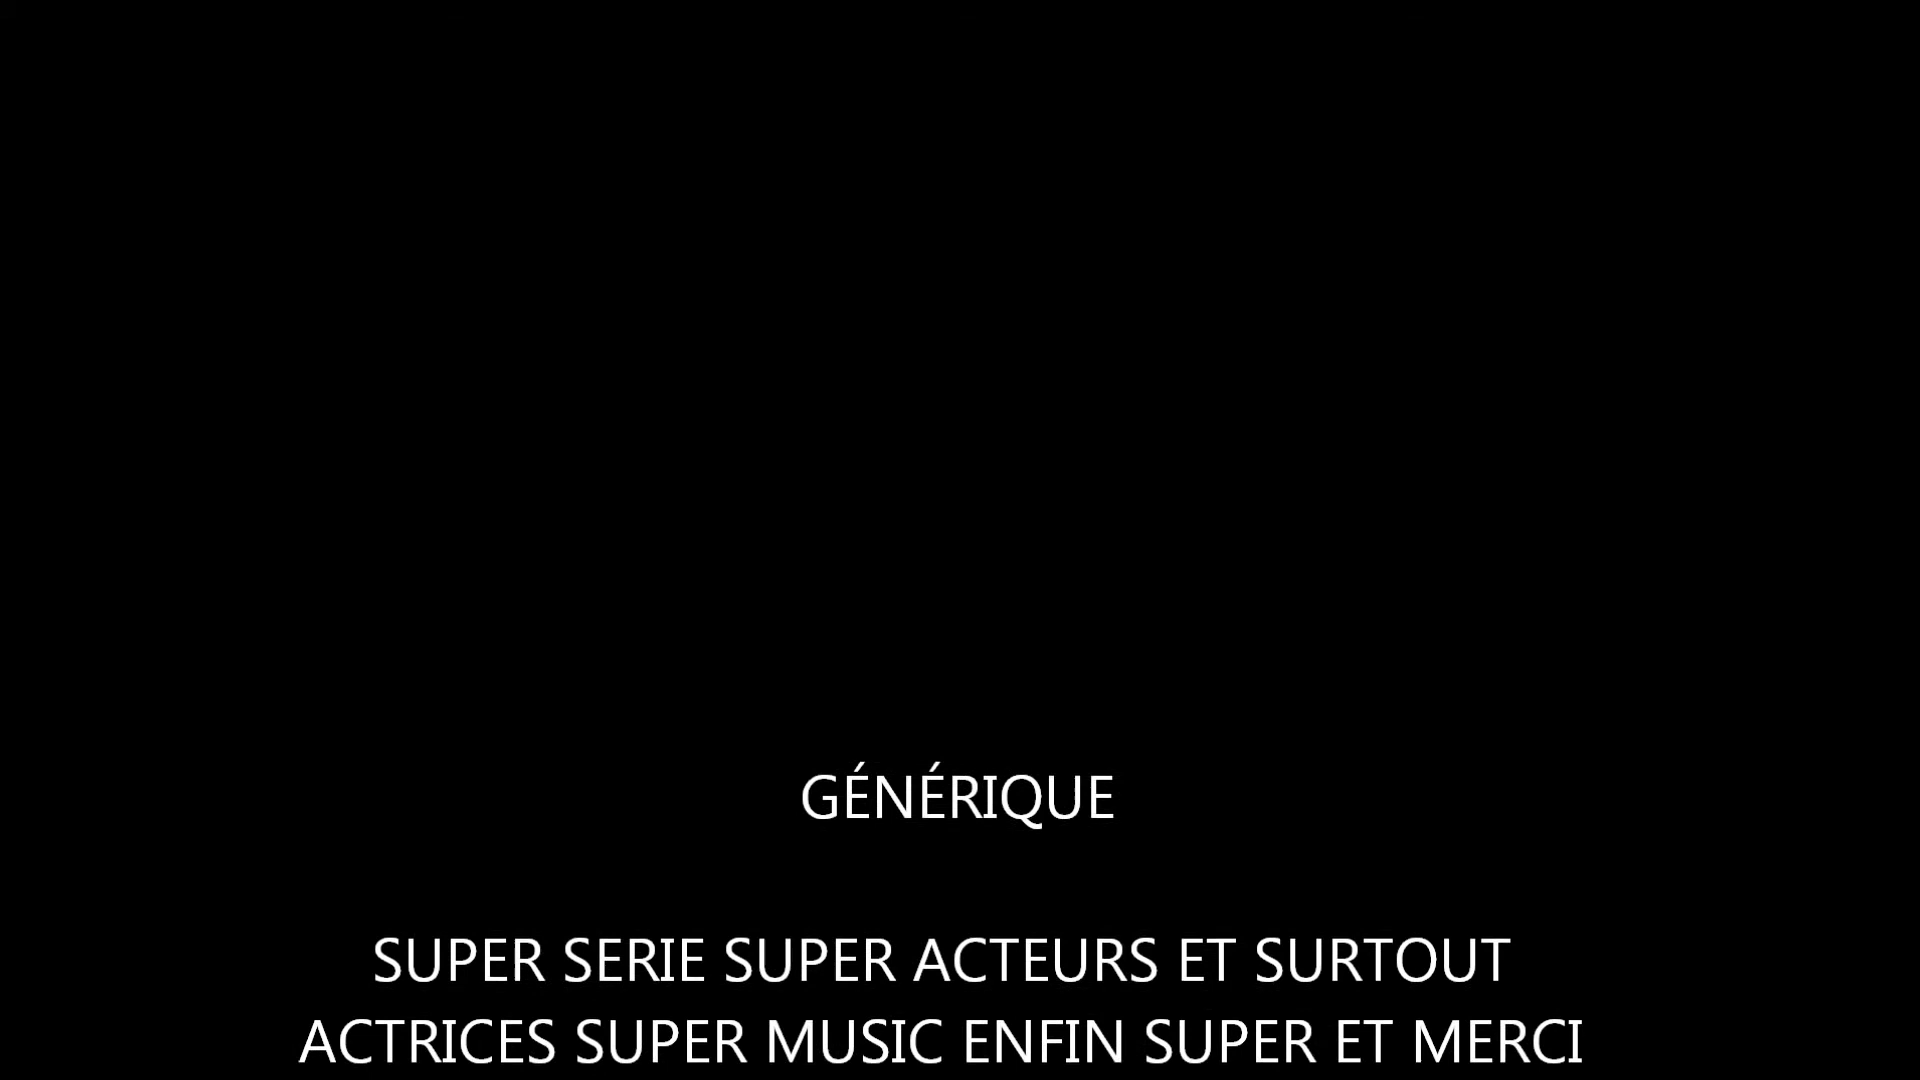 GÉNÉRIQUE
SUPER SERIE SUPER ACTEURS ET SURTOUT
ACTRICES SUPER MUSIC ENFIN SUPER ET MERCI